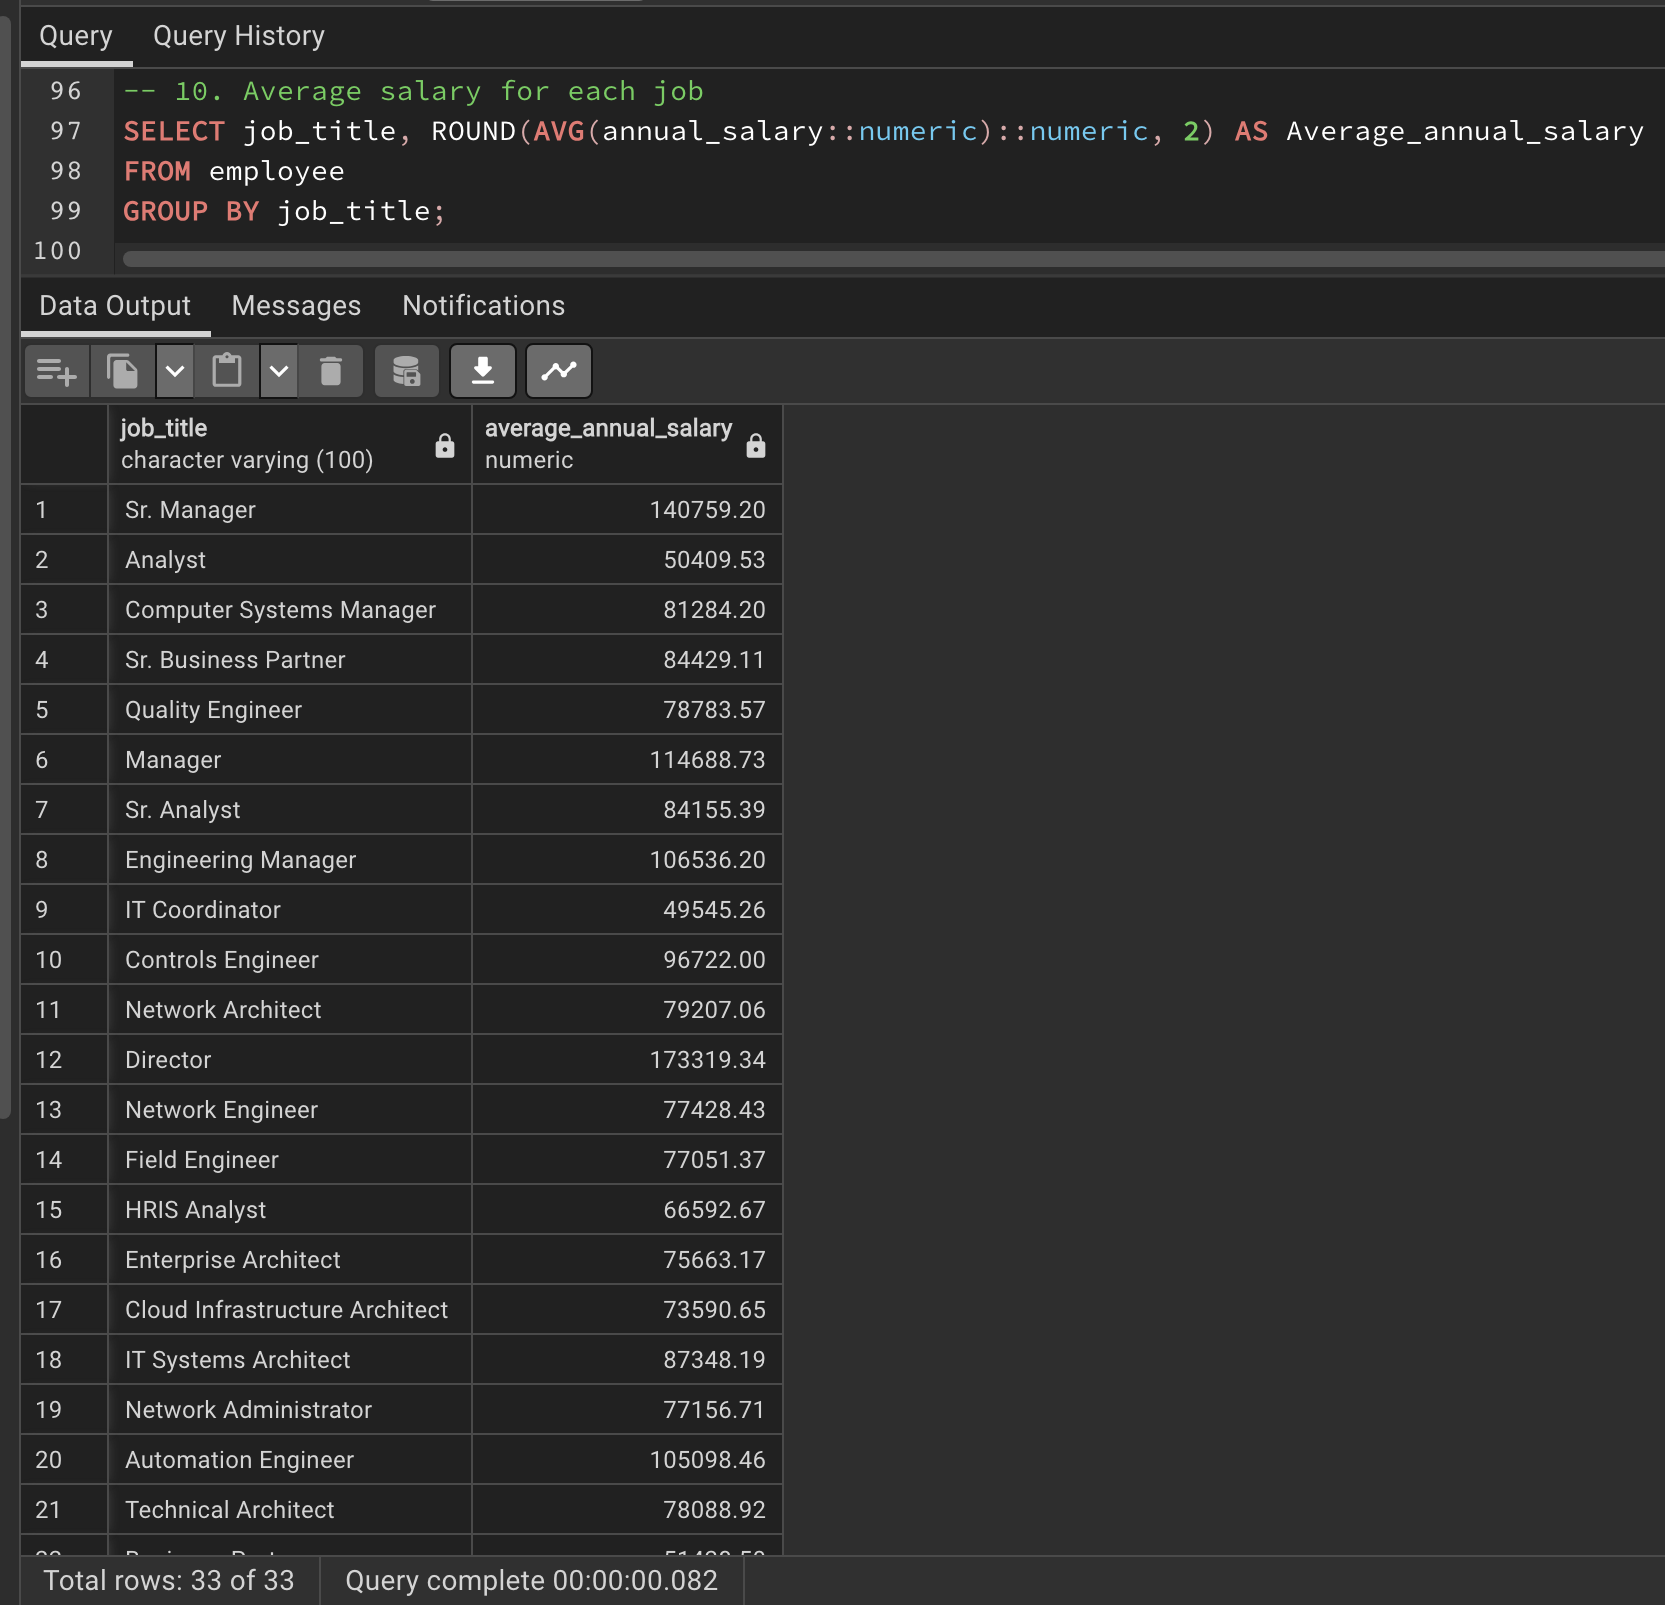 Query Query History
96 -- 10. Average salary for each job
97 SELECT job_title, ROUND(AVG(annual_salary::numeric)::numeric, 2) AS Average_annual_salary
98 FROM employee
99 GROUP BY job_title;
100
Data Output Messages Notifications
job_title average_annual_salary
character varying (100) numeric
1 Sr. Manager 140759.20
2 Analyst 50409.53
3 Computer Systems Manager 81284.20
4 Sr. Business Partner 84429.11
5 Quality Engineer 78783.57
6 Manager 114688.73
7 Sr. Analyst 84155.39
8 Engineering Manager 106536.20
9 IT Coordinator 49545.26
10 Controls Engineer 96722.00
11 Network Architect 79207.06
12 Director 173319.34
13 Network Engineer 77428.43
14 Field Engineer 77051.37
15 HRIS Analyst 66592.67
16 Enterprise Architect 75663.17
17 Cloud Infrastructure Architect 73590.65
18 IT Systems Architect 87348.19
19 Network Administrator 77156.71
20 Automation Engineer 105098.46
21 Technical Architect 78088.92
Total rows: 33 of 33 Query complete 00:00:00.082